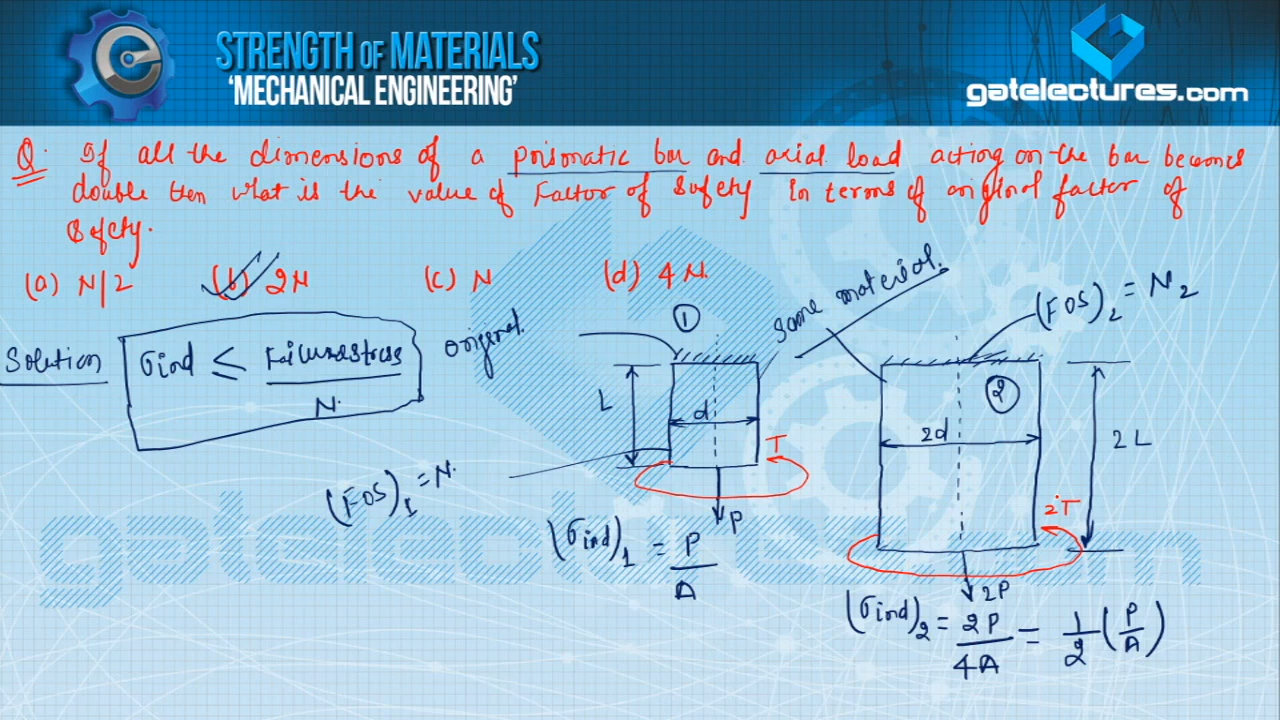 STRENGTH OF MATERIALS
'MECHANICAL ENGINEERING'
gatelectures.com
Q. If all the dimensions of a prismatic bar and axial load acting on the bar becomes
double then what is the value of Factor of Safety in terms of original factor of
Safety.
(a) N/2 (b) 2N (c) N (d) 4N
Solution
σind ≤ Failure stress / N
original.
(FOS)1 = N.
1
L
d
T
P
(σind)1 = P/A
same material.
(FOS)2 = N2
2
2d
2L
2T
2P
(σind)2 = 2P/4A = 1/2 (P/A)